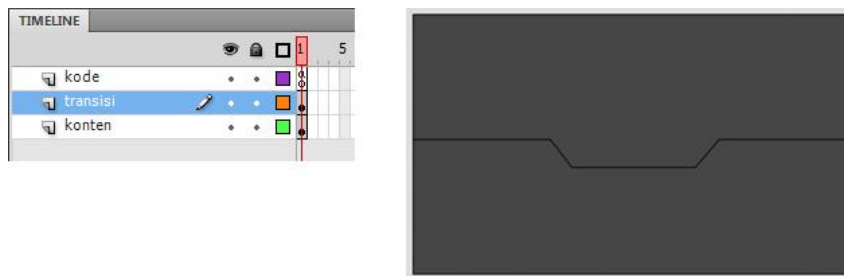 TIMELINE
1 5
kode
transisi
konten